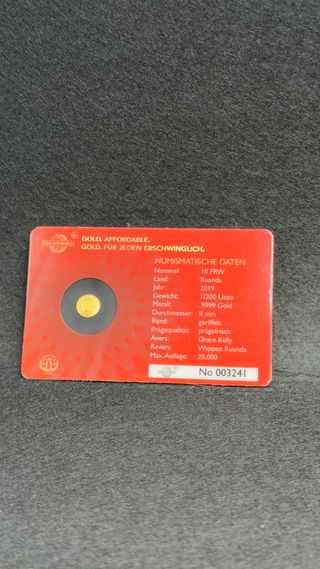 GOLD. AFFORDABLE.
GOLD. FÜR JEDEN ERSCHWINGLICH.
NUMISMATISCHE DATEN
Nominal: 10 FRW
Land: Ruanda
Jahr: 2019
Gewicht: 1/200 Unze
Metall: .9999 Gold
Durchmesser: 8 mm
Rand: geriffelt
Prägequalität: prägefrisch
Avers: Grace Kelly
Revers: Wappen Ruanda
Max. Auflage: 20.000
No 003241